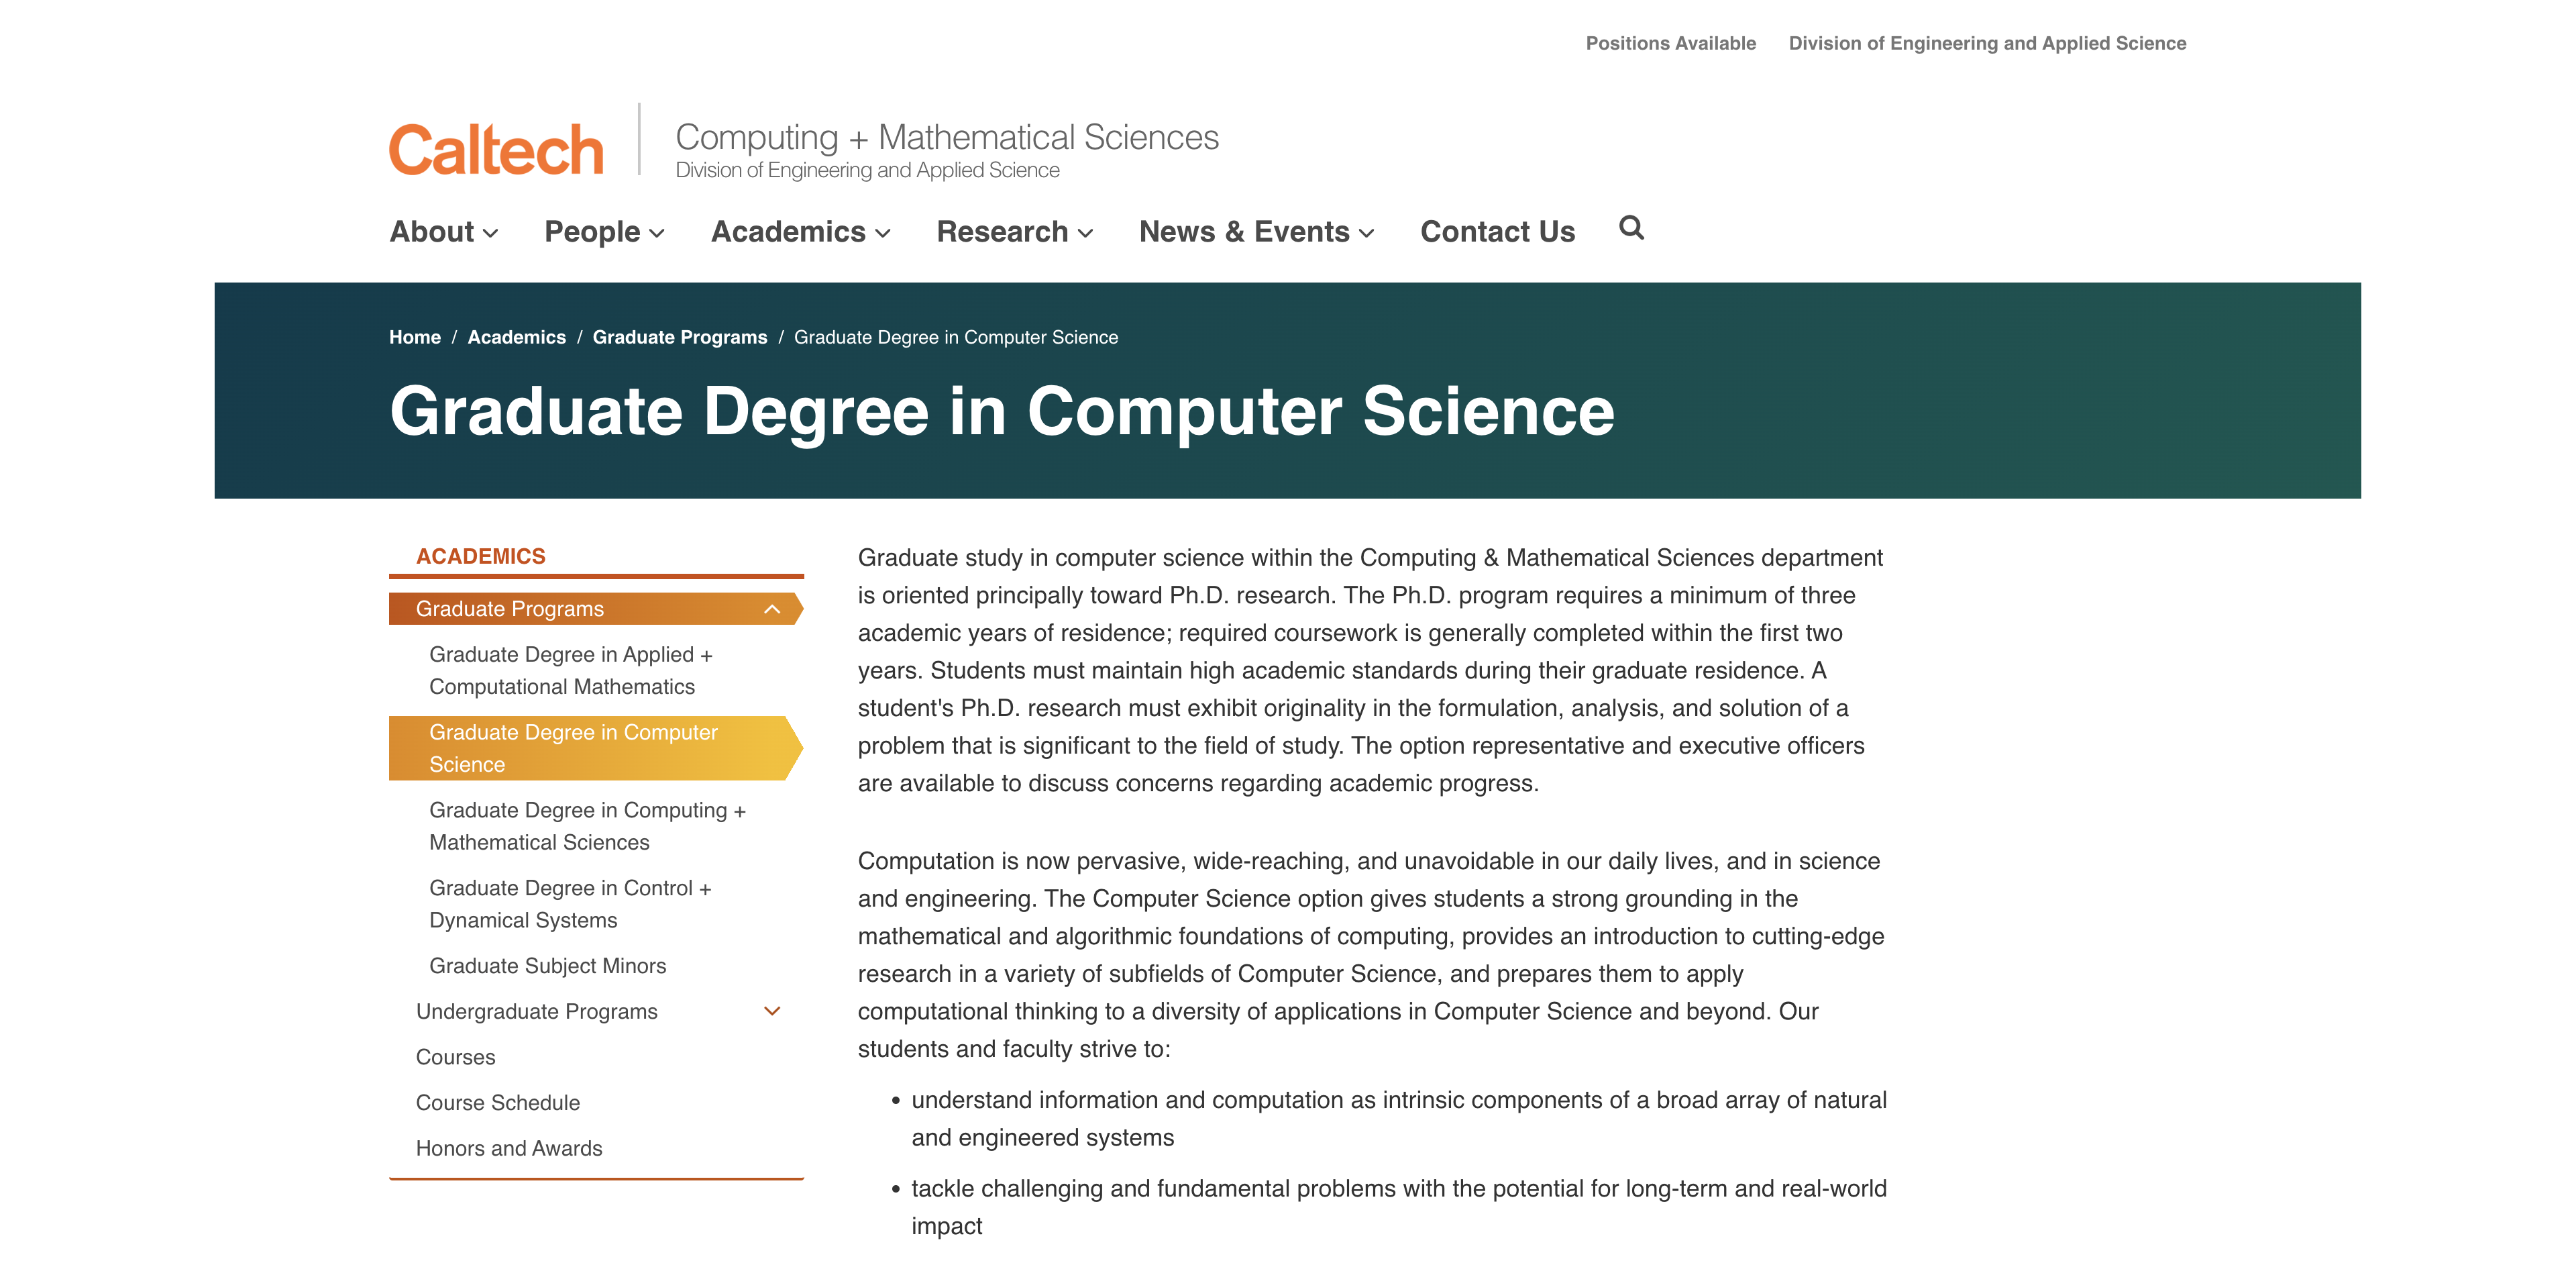 Positions Available
Division of Engineering and Applied Science
Caltech
Computing + Mathematical Sciences
Division of Engineering and Applied Science
About
People
Academics
Research
News & Events
Contact Us
Home / Academics / Graduate Programs / Graduate Degree in Computer Science
Graduate Degree in Computer Science
ACADEMICS
Graduate Programs
Graduate Degree in Applied +
Computational Mathematics
Graduate Degree in Computer
Science
Graduate Degree in Computing +
Mathematical Sciences
Graduate Degree in Control +
Dynamical Systems
Graduate Subject Minors
Undergraduate Programs
Courses
Course Schedule
Honors and Awards
Graduate study in computer science within the Computing & Mathematical Sciences department
is oriented principally toward Ph.D. research. The Ph.D. program requires a minimum of three
academic years of residence; required coursework is generally completed within the first two
years. Students must maintain high academic standards during their graduate residence. A
student's Ph.D. research must exhibit originality in the formulation, analysis, and solution of a
problem that is significant to the field of study. The option representative and executive officers
are available to discuss concerns regarding academic progress.
Computation is now pervasive, wide-reaching, and unavoidable in our daily lives, and in science
and engineering. The Computer Science option gives students a strong grounding in the
mathematical and algorithmic foundations of computing, provides an introduction to cutting-edge
research in a variety of subfields of Computer Science, and prepares them to apply
computational thinking to a diversity of applications in Computer Science and beyond. Our
students and faculty strive to:
• understand information and computation as intrinsic components of a broad array of natural
and engineered systems
• tackle challenging and fundamental problems with the potential for long-term and real-world
impact